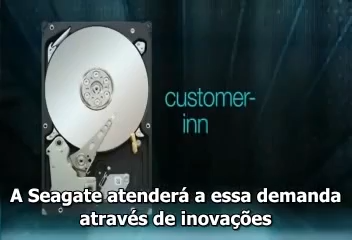 customer-
inn
A Seagate atenderá a essa demanda
através de inovações